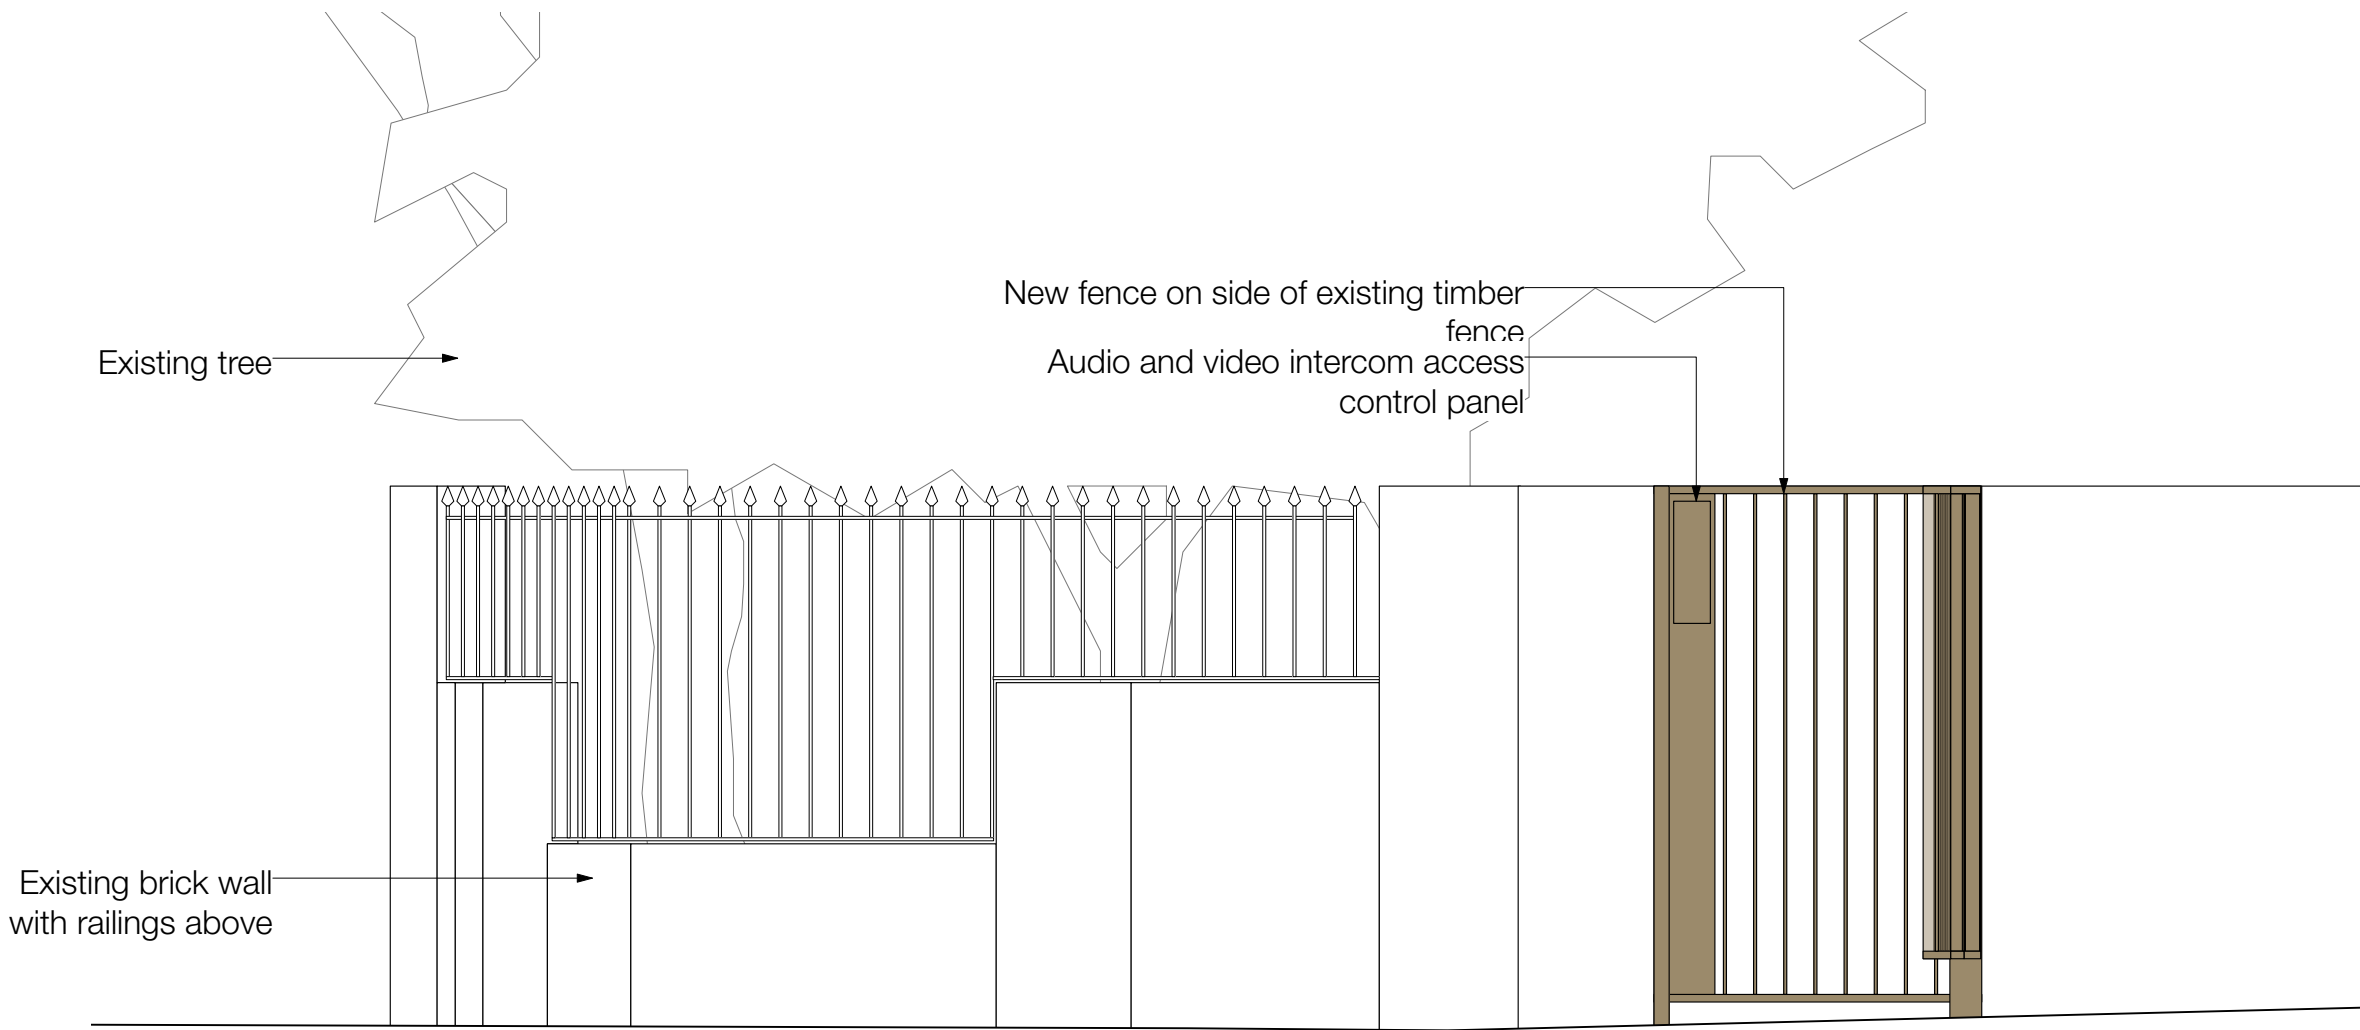 New fence on side of existing timber
fence
Existing tree
Audio and video intercom access
control panel
Existing brick wall
with railings above